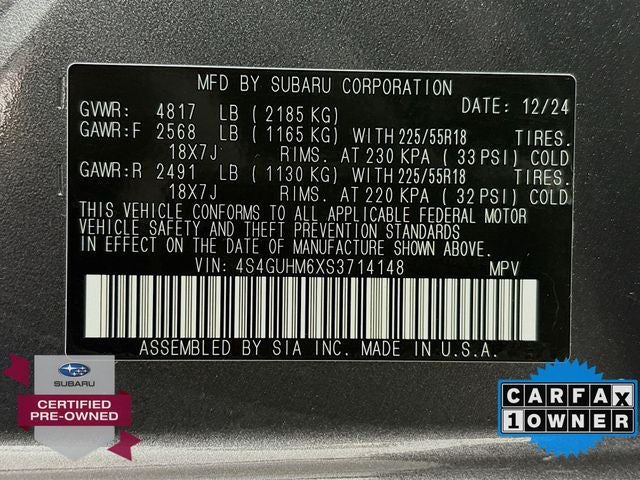 MFD BY SUBARU CORPORATION
GVWR: 4817 LB ( 2185 KG) DATE: 12/24
GAWR:F 2568 LB ( 1165 KG) WITH 225/55R18 TIRES.
18X7J RIMS. AT 230 KPA ( 33 PSI) COLD
GAWR:R 2491 LB ( 1130 KG) WITH 225/55R18 TIRES.
18X7J RIMS. AT 220 KPA ( 32 PSI) COLD
THIS VEHICLE CONFORMS TO ALL APPLICABLE FEDERAL MOTOR
VEHICLE SAFETY AND THEFT PREVENTION STANDARDS
IN EFFECT ON THE DATE OF MANUFACTURE SHOWN ABOVE.
VIN: 4S4GUHM6XS3714148 MPV
ASSEMBLED BY SIA INC. MADE IN U.S.A.
SUBARU
CERTIFIED
PRE-OWNED
CARFAX
1 OWNER